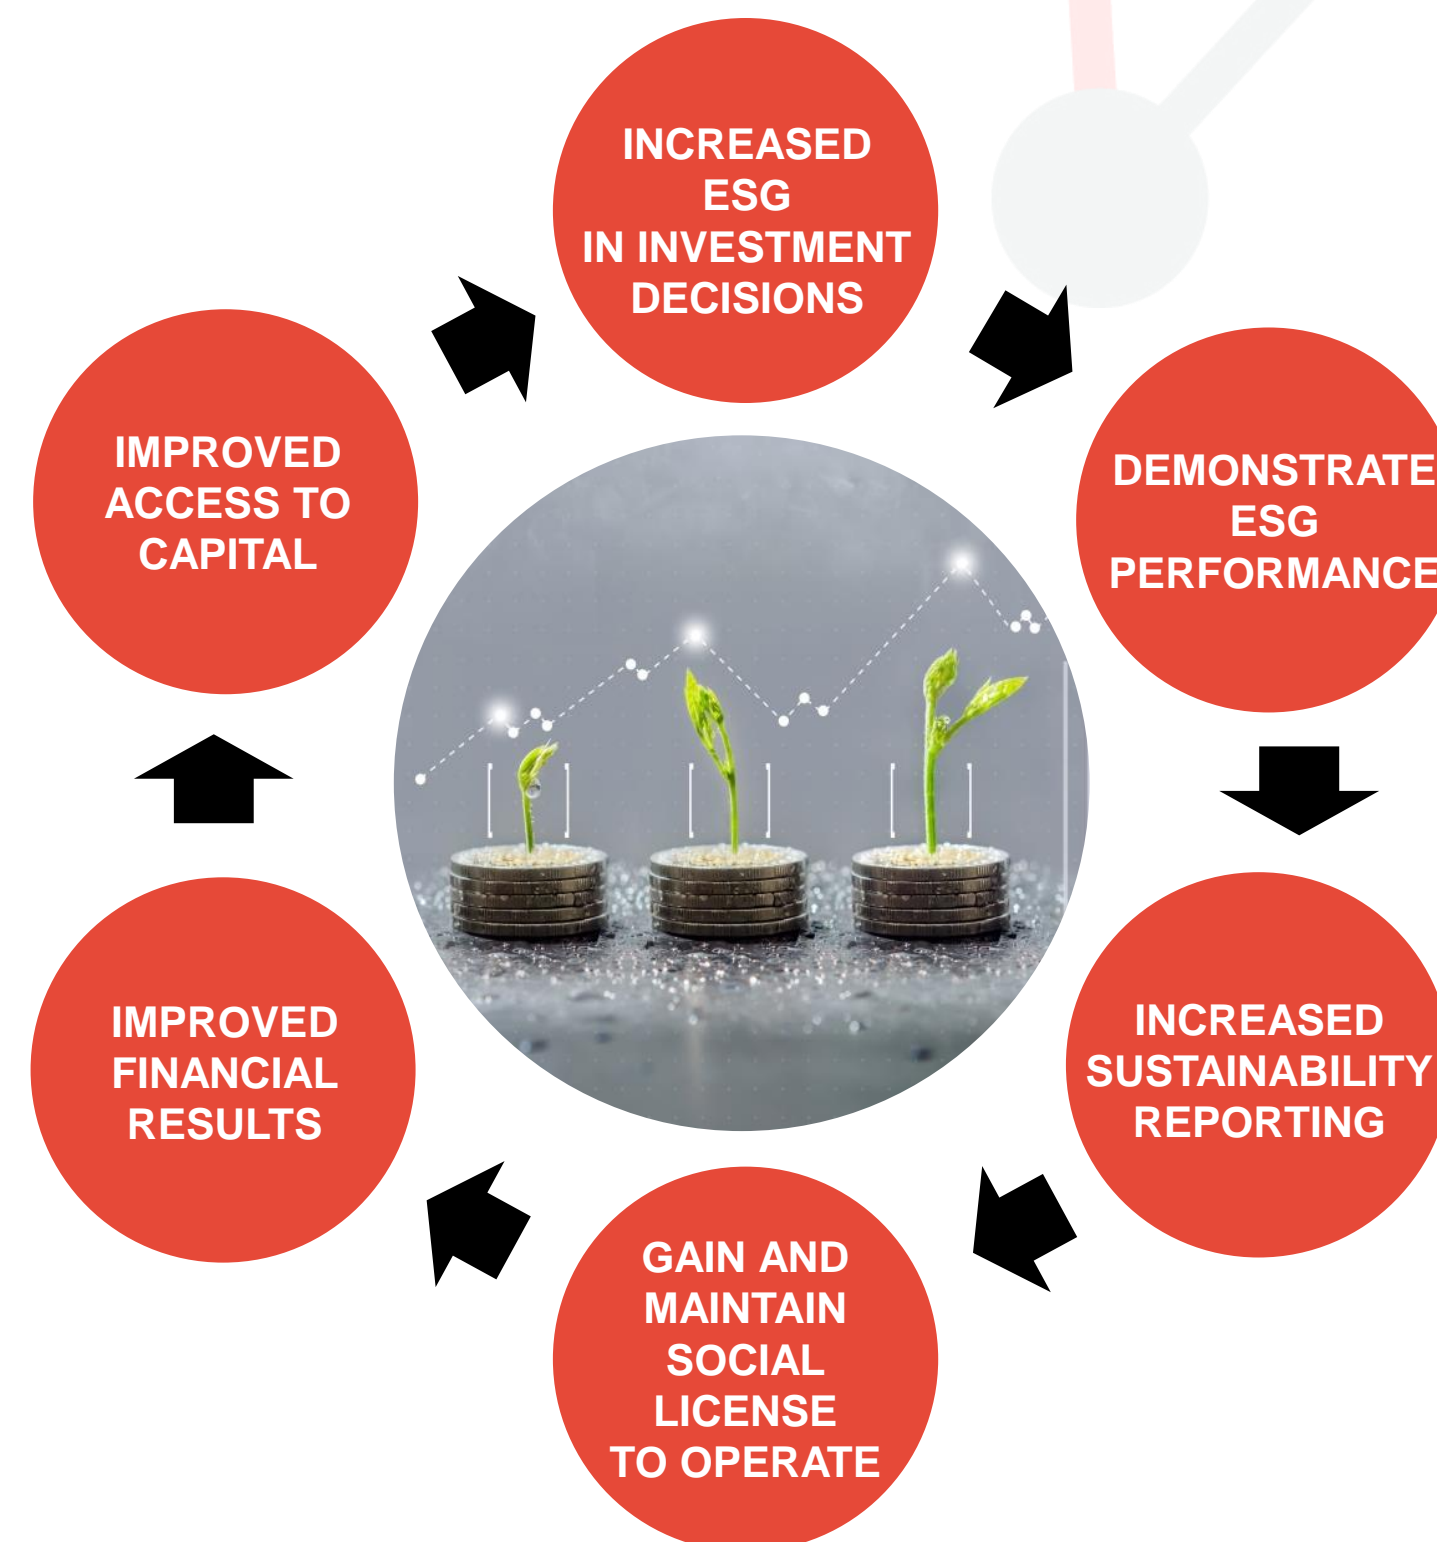 INCREASED
ESG
IN INVESTMENT
DECISIONS
DEMONSTRATE
ESG
PERFORMANCE
INCREASED
SUSTAINABILITY
REPORTING
GAIN AND
MAINTAIN
SOCIAL
LICENSE
TO OPERATE
IMPROVED
FINANCIAL
RESULTS
IMPROVED
ACCESS TO
CAPITAL